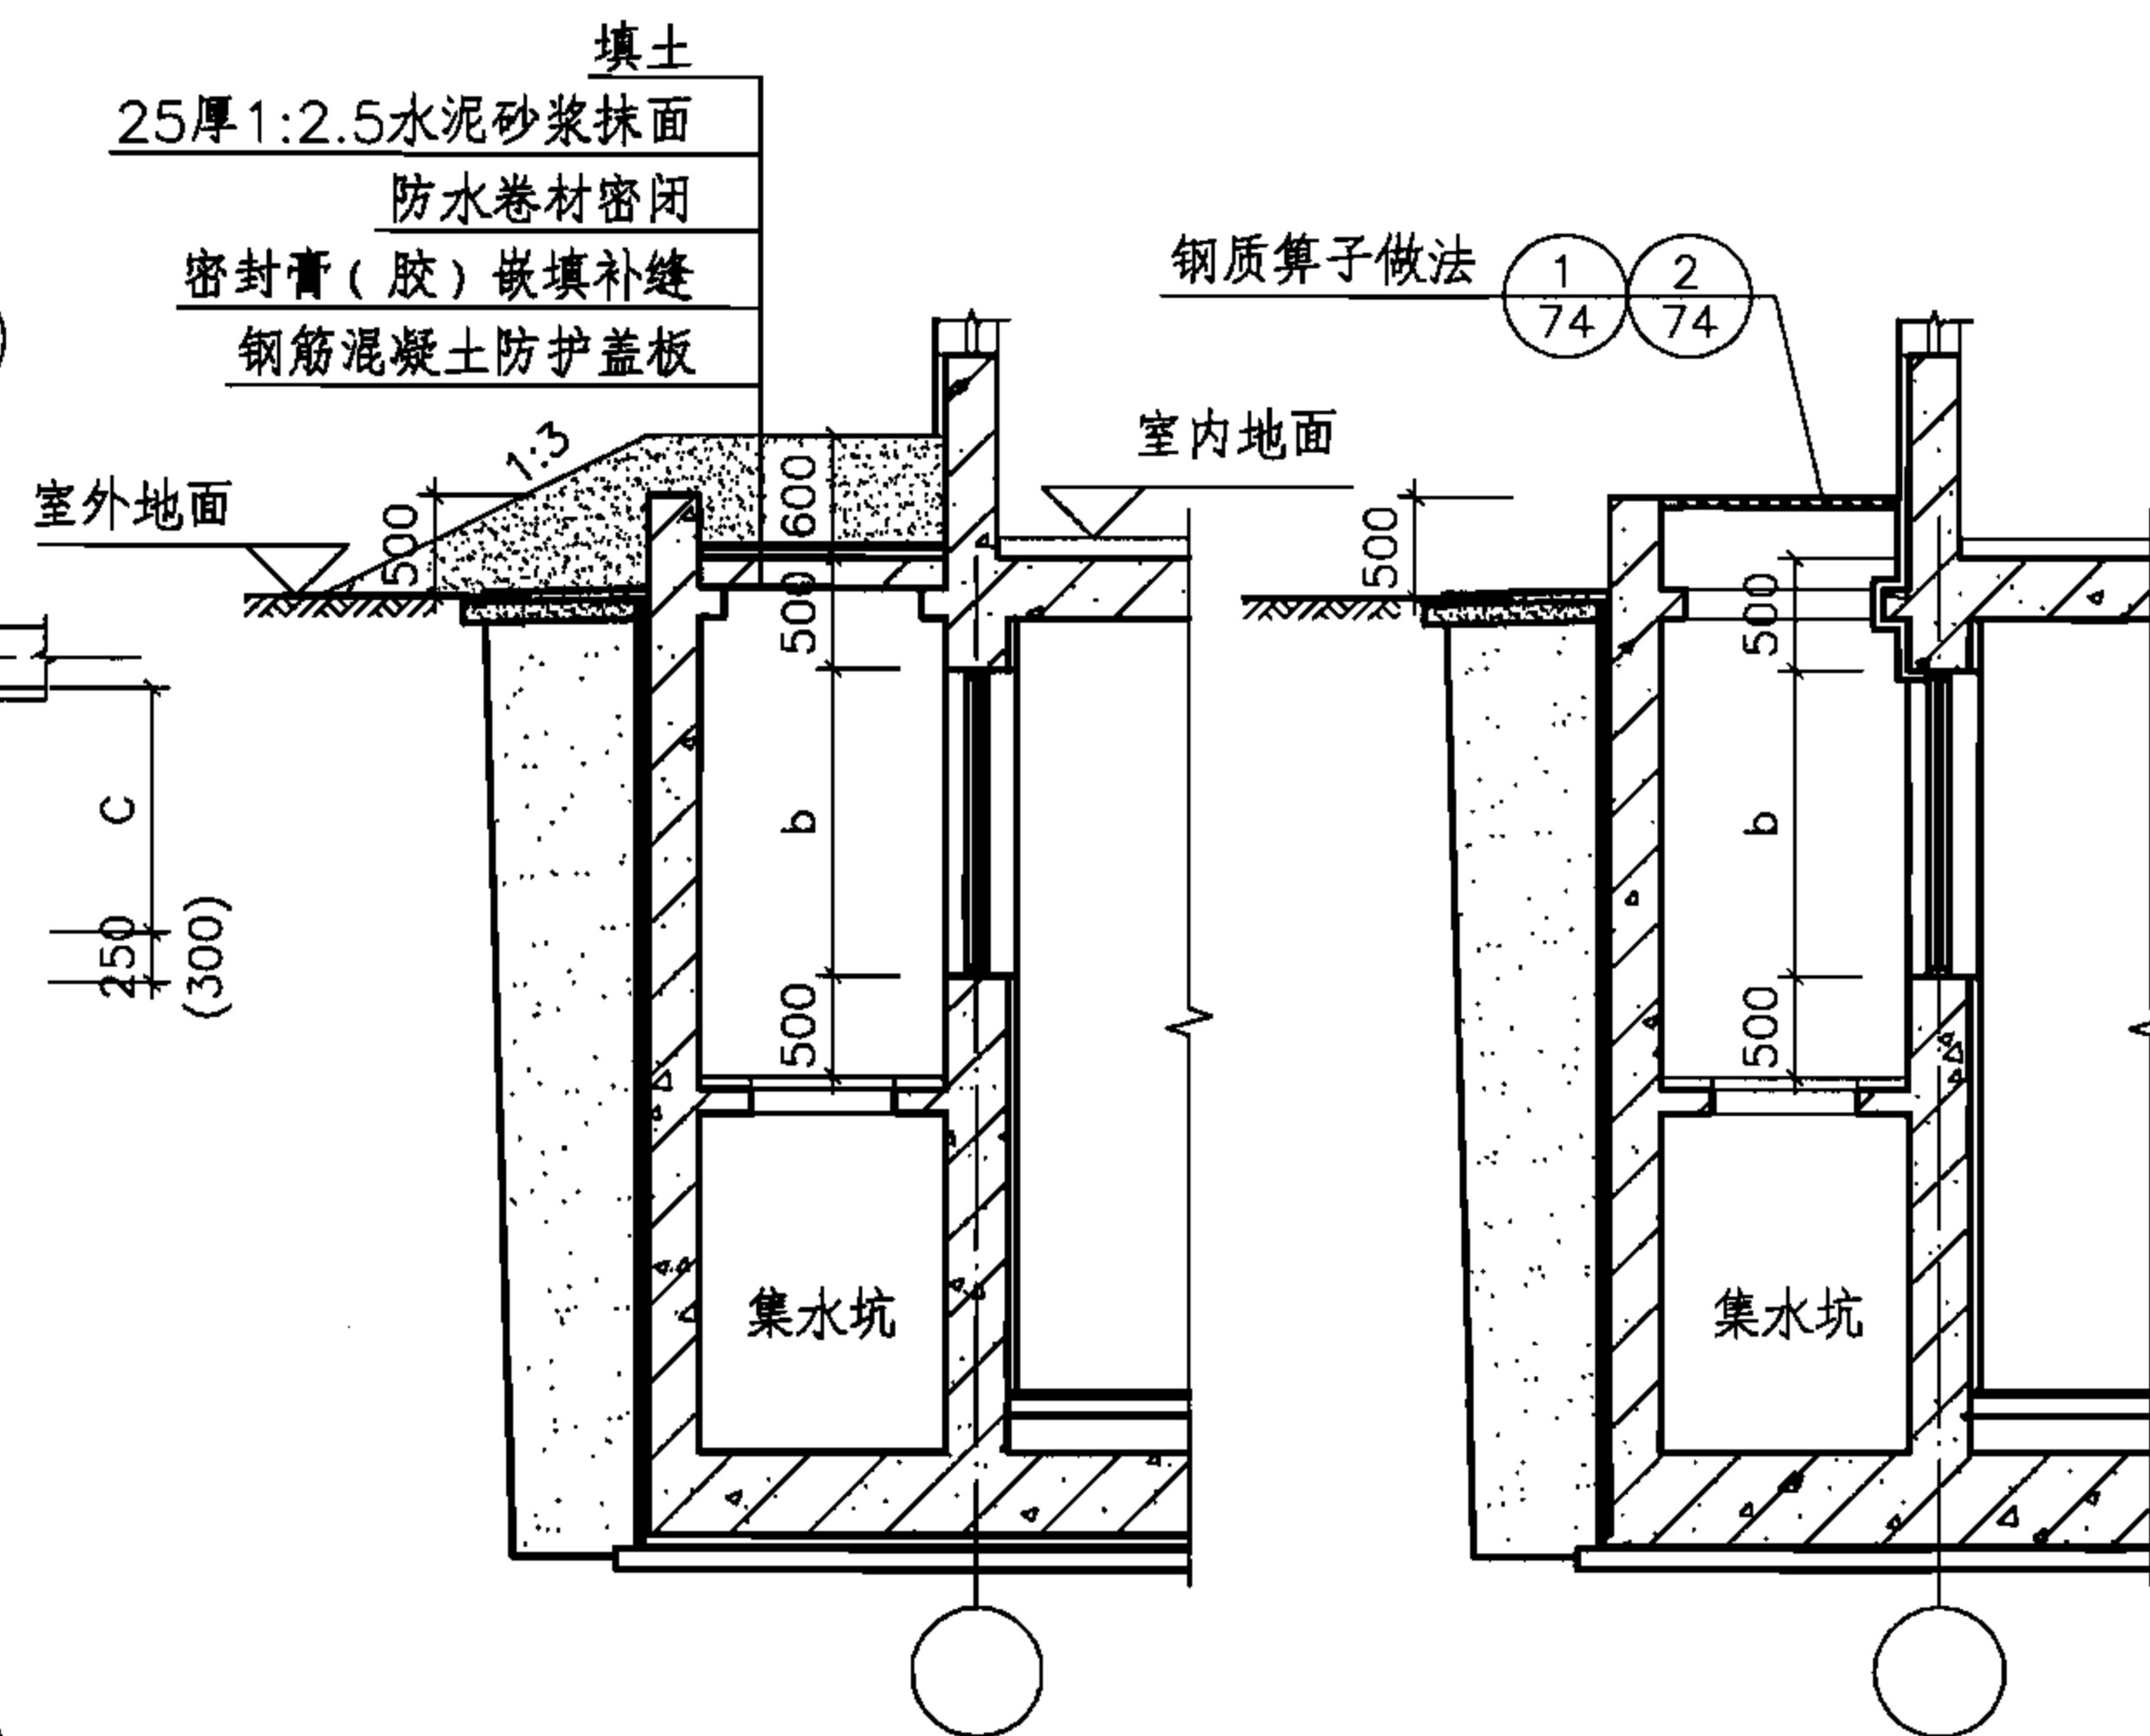 填土
25厚1:2.5水泥砂浆抹面
防水卷材密闭
密封膏(胶)嵌填补缝
钢筋混凝土防护盖板
钢质箅子做法
1
74
2
74
室内地面
室外地面
1:3
500
600
500
b
500
C
250
(300)
集水坑
500
500
b
500
集水坑